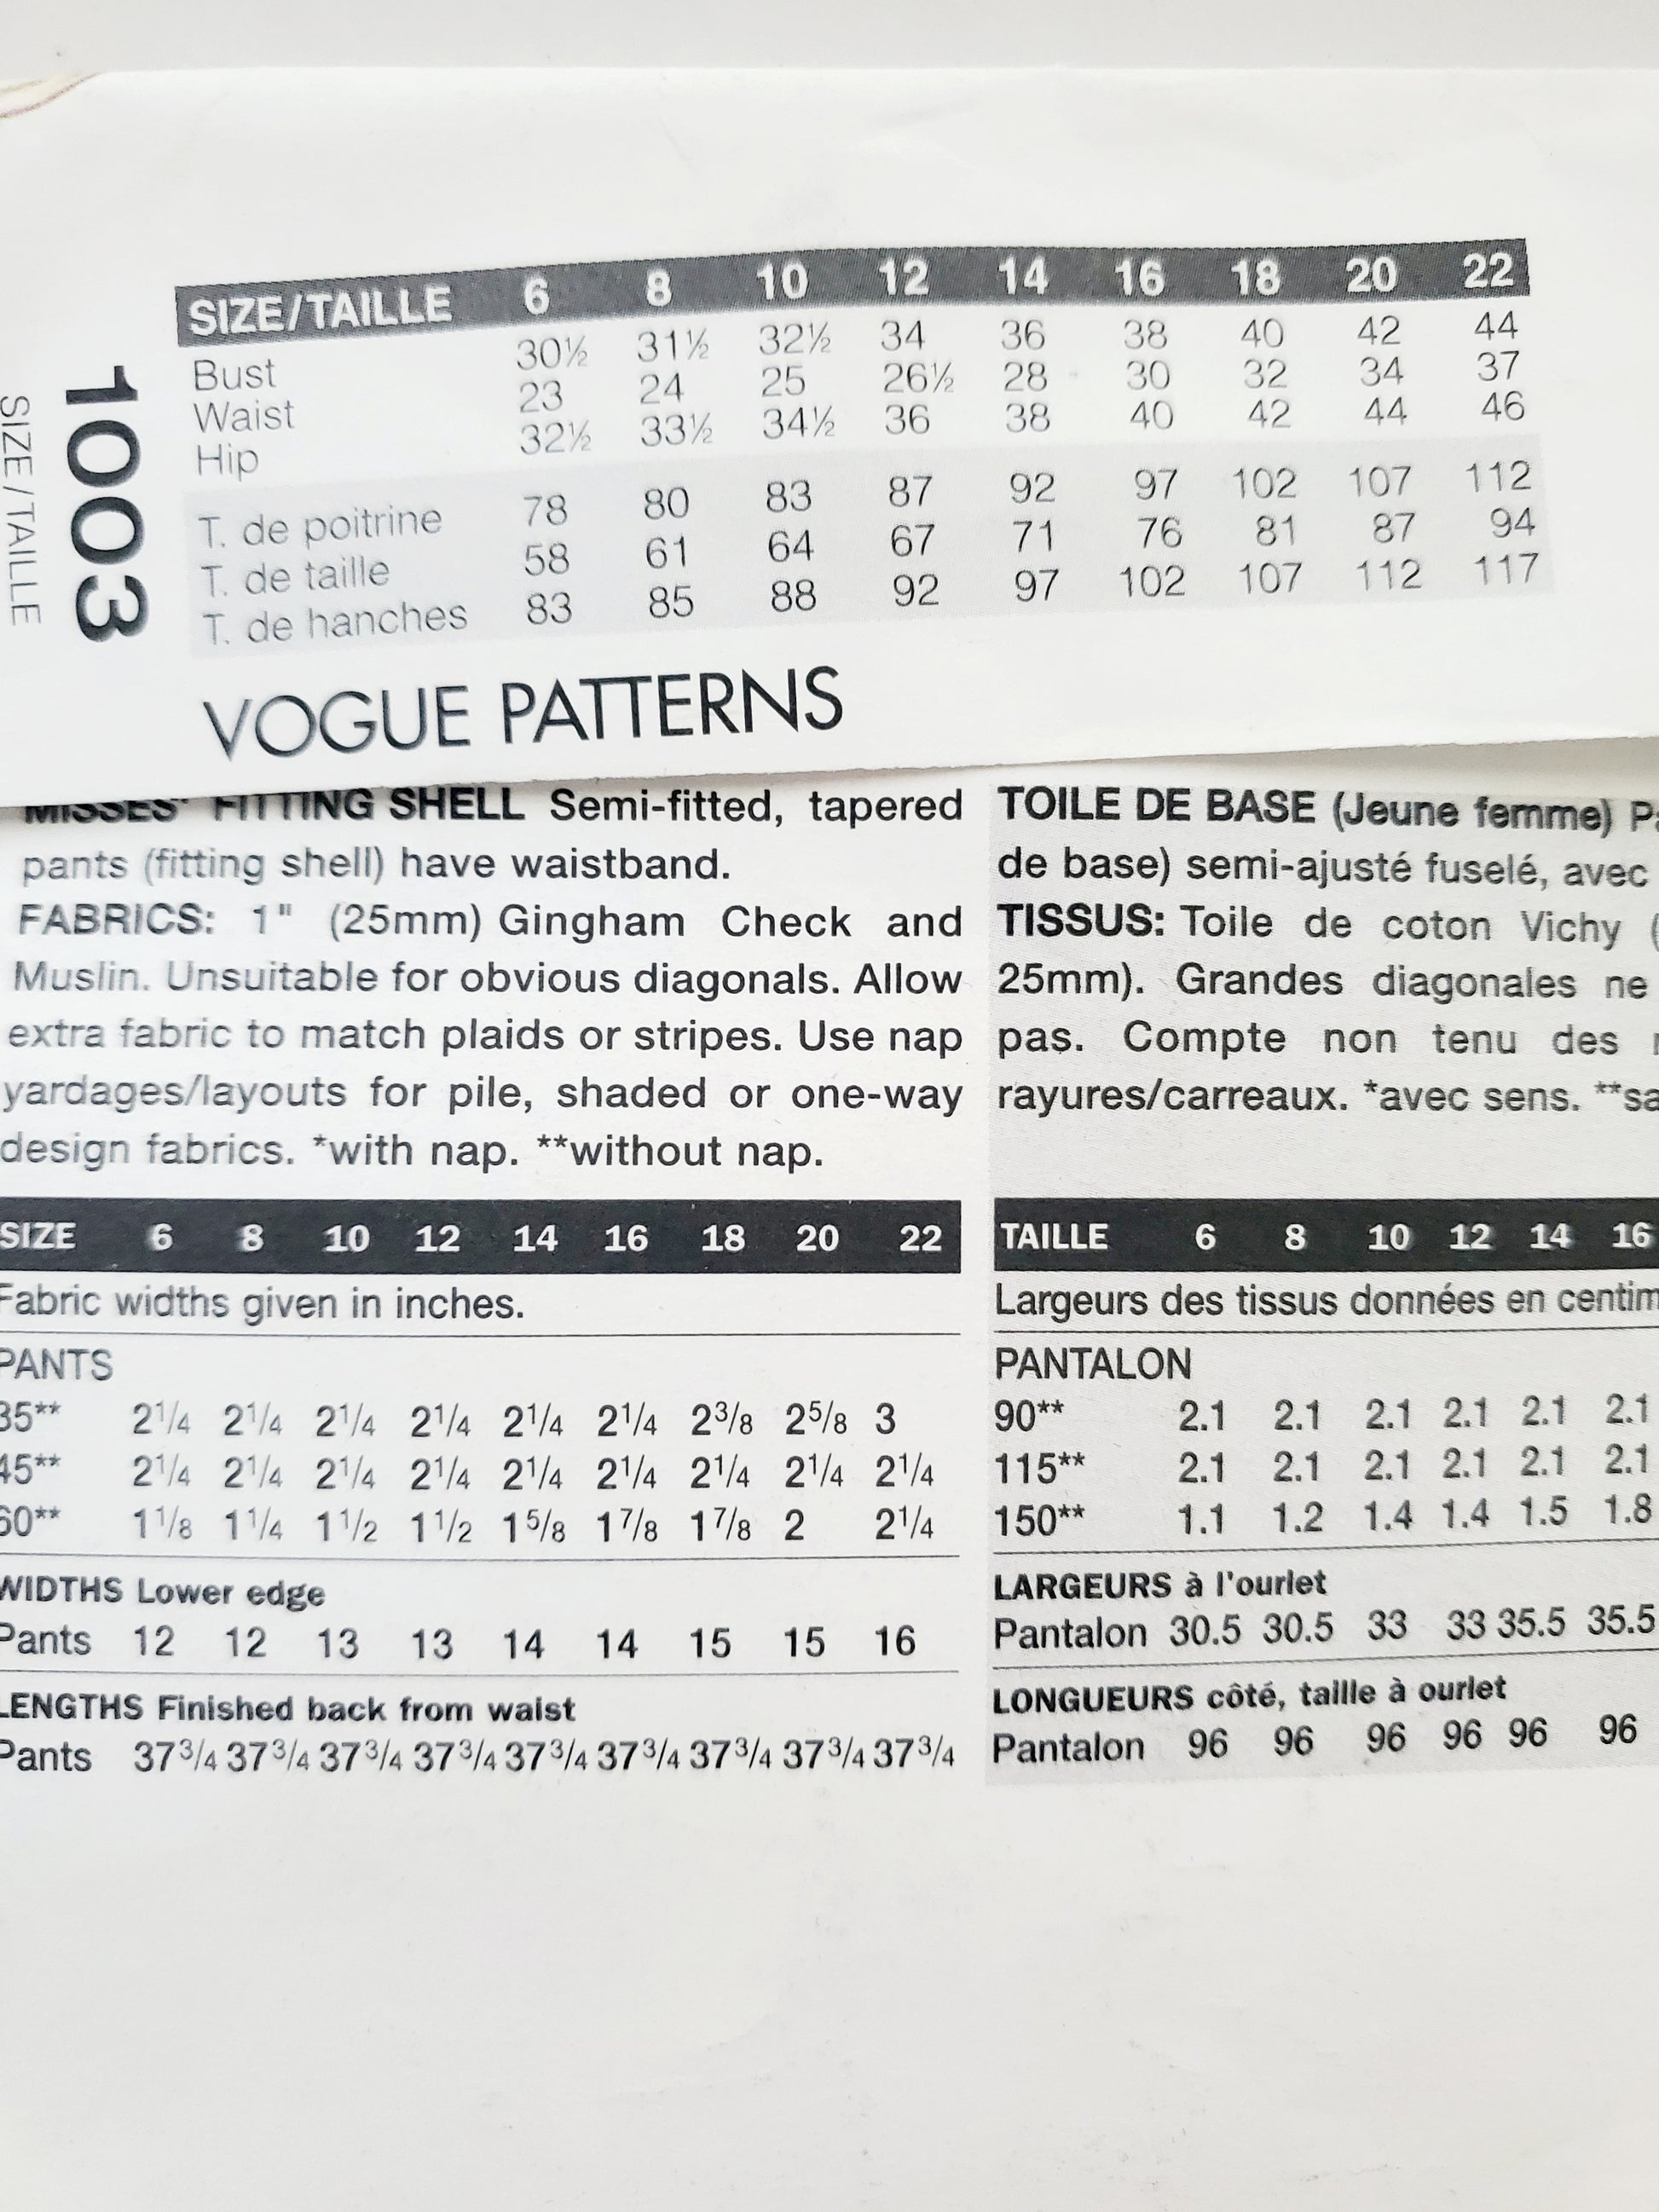 SIZE/TAILLE 6 8 10 12 14 16 18 20 22
Bust 30½ 31½ 32½ 34 36 38 40 42 44
Waist 23 24 25 26½ 28 30 32 34 37
Hip 32½ 33½ 34½ 36 38 40 42 44 46
T. de poitrine 78 80 83 87 92 97 102 107 112
T. de taille 58 61 64 67 71 76 81 87 94
T. de hanches 83 85 88 92 97 102 107 112 117
1003
SIZE/TAILLE
VOGUE PATTERNS
MISSES' FITTING SHELL Semi-fitted, tapered
pants (fitting shell) have waistband.
FABRICS: 1" (25mm) Gingham Check and
Muslin. Unsuitable for obvious diagonals. Allow
extra fabric to match plaids or stripes. Use nap
yardages/layouts for pile, shaded or one-way
design fabrics. *with nap. **without nap.
SIZE 6 8 10 12 14 16 18 20 22
Fabric widths given in inches.
PANTS
35** 2¹/4 2¹/4 2¹/4 2¹/4 2¹/4 2¹/4 2³/8 2⁵/8 3
45** 2¹/4 2¹/4 2¹/4 2¹/4 2¹/4 2¹/4 2¹/4 2¹/4 2¹/4
60** 1¹/8 1¹/4 1¹/2 1¹/2 1⁵/8 1⁷/8 1⁷/8 2 2¹/4
WIDTHS Lower edge
Pants 12 12 13 13 14 14 15 15 16
LENGTHS Finished back from waist
Pants 37³/4 37³/4 37³/4 37³/4 37³/4 37³/4 37³/4 37³/4 37³/4
TOILE DE BASE (Jeune femme)
de base) semi-ajusté fuselé, avec
TISSUS: Toile de coton Vichy (
25mm). Grandes diagonales ne
pas. Compte non tenu des
rayures/carreaux. *avec sens. **sa
TAILLE 6 8 10 12 14 16
Largeurs des tissus données en centim
PANTALON
90** 2.1 2.1 2.1 2.1 2.1 2.1
115** 2.1 2.1 2.1 2.1 2.1 2.1
150** 1.1 1.2 1.4 1.4 1.5 1.8
LARGEURS à l'ourlet
Pantalon 30.5 30.5 33 33 35.5 35.5
LONGUEURS côté, taille à ourlet
Pantalon 96 96 96 96 96 96